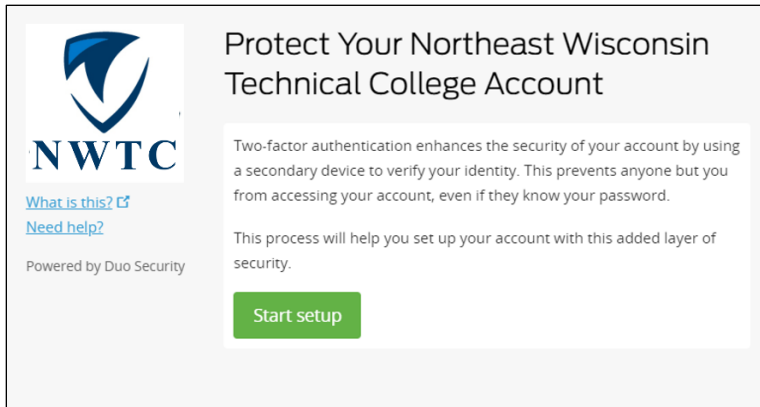 NWTC
What is this?
Need help?
Powered by Duo Security
Protect Your Northeast Wisconsin
Technical College Account
Two-factor authentication enhances the security of your account by using
a secondary device to verify your identity. This prevents anyone but you
from accessing your account, even if they know your password.
This process will help you set up your account with this added layer of
security.
Start setup